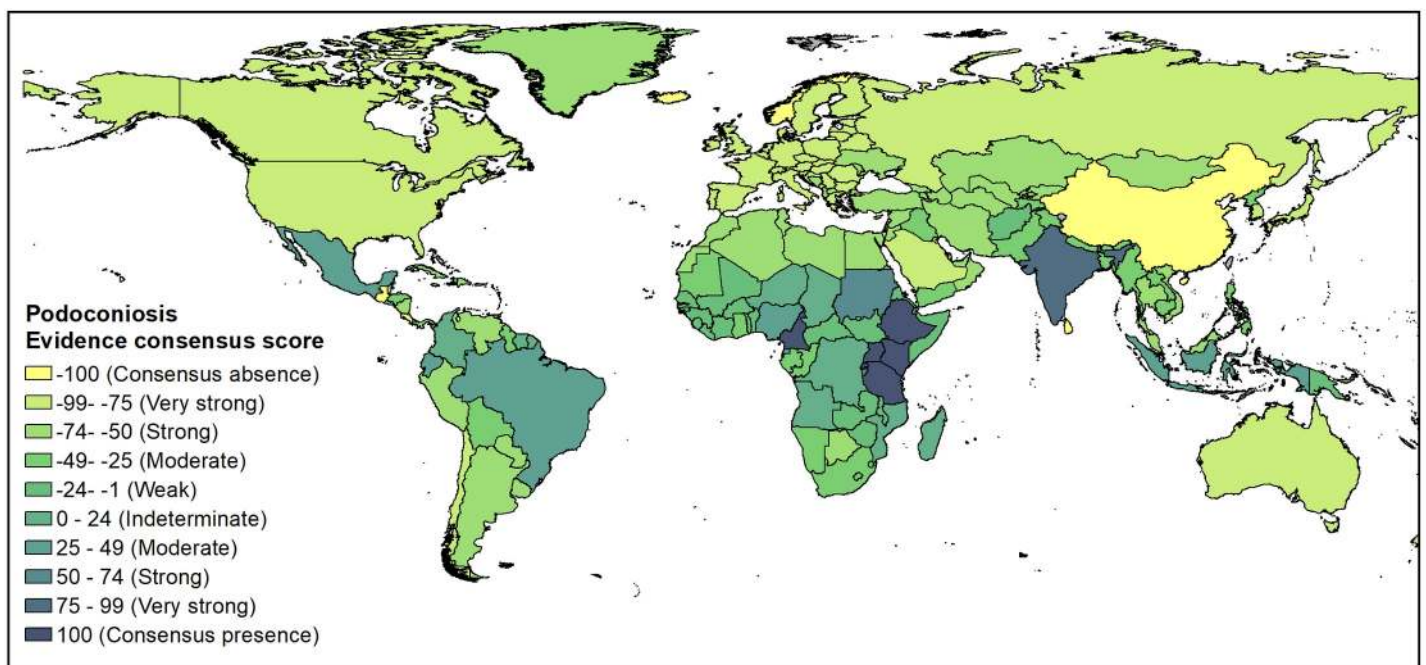 Podoconiosis
Evidence consensus score
-100 (Consensus absence)
-99- -75 (Very strong)
-74- -50 (Strong)
-49- -25 (Moderate)
-24- -1 (Weak)
0 - 24 (Indeterminate)
25 - 49 (Moderate)
50 - 74 (Strong)
75 - 99 (Very strong)
100 (Consensus presence)